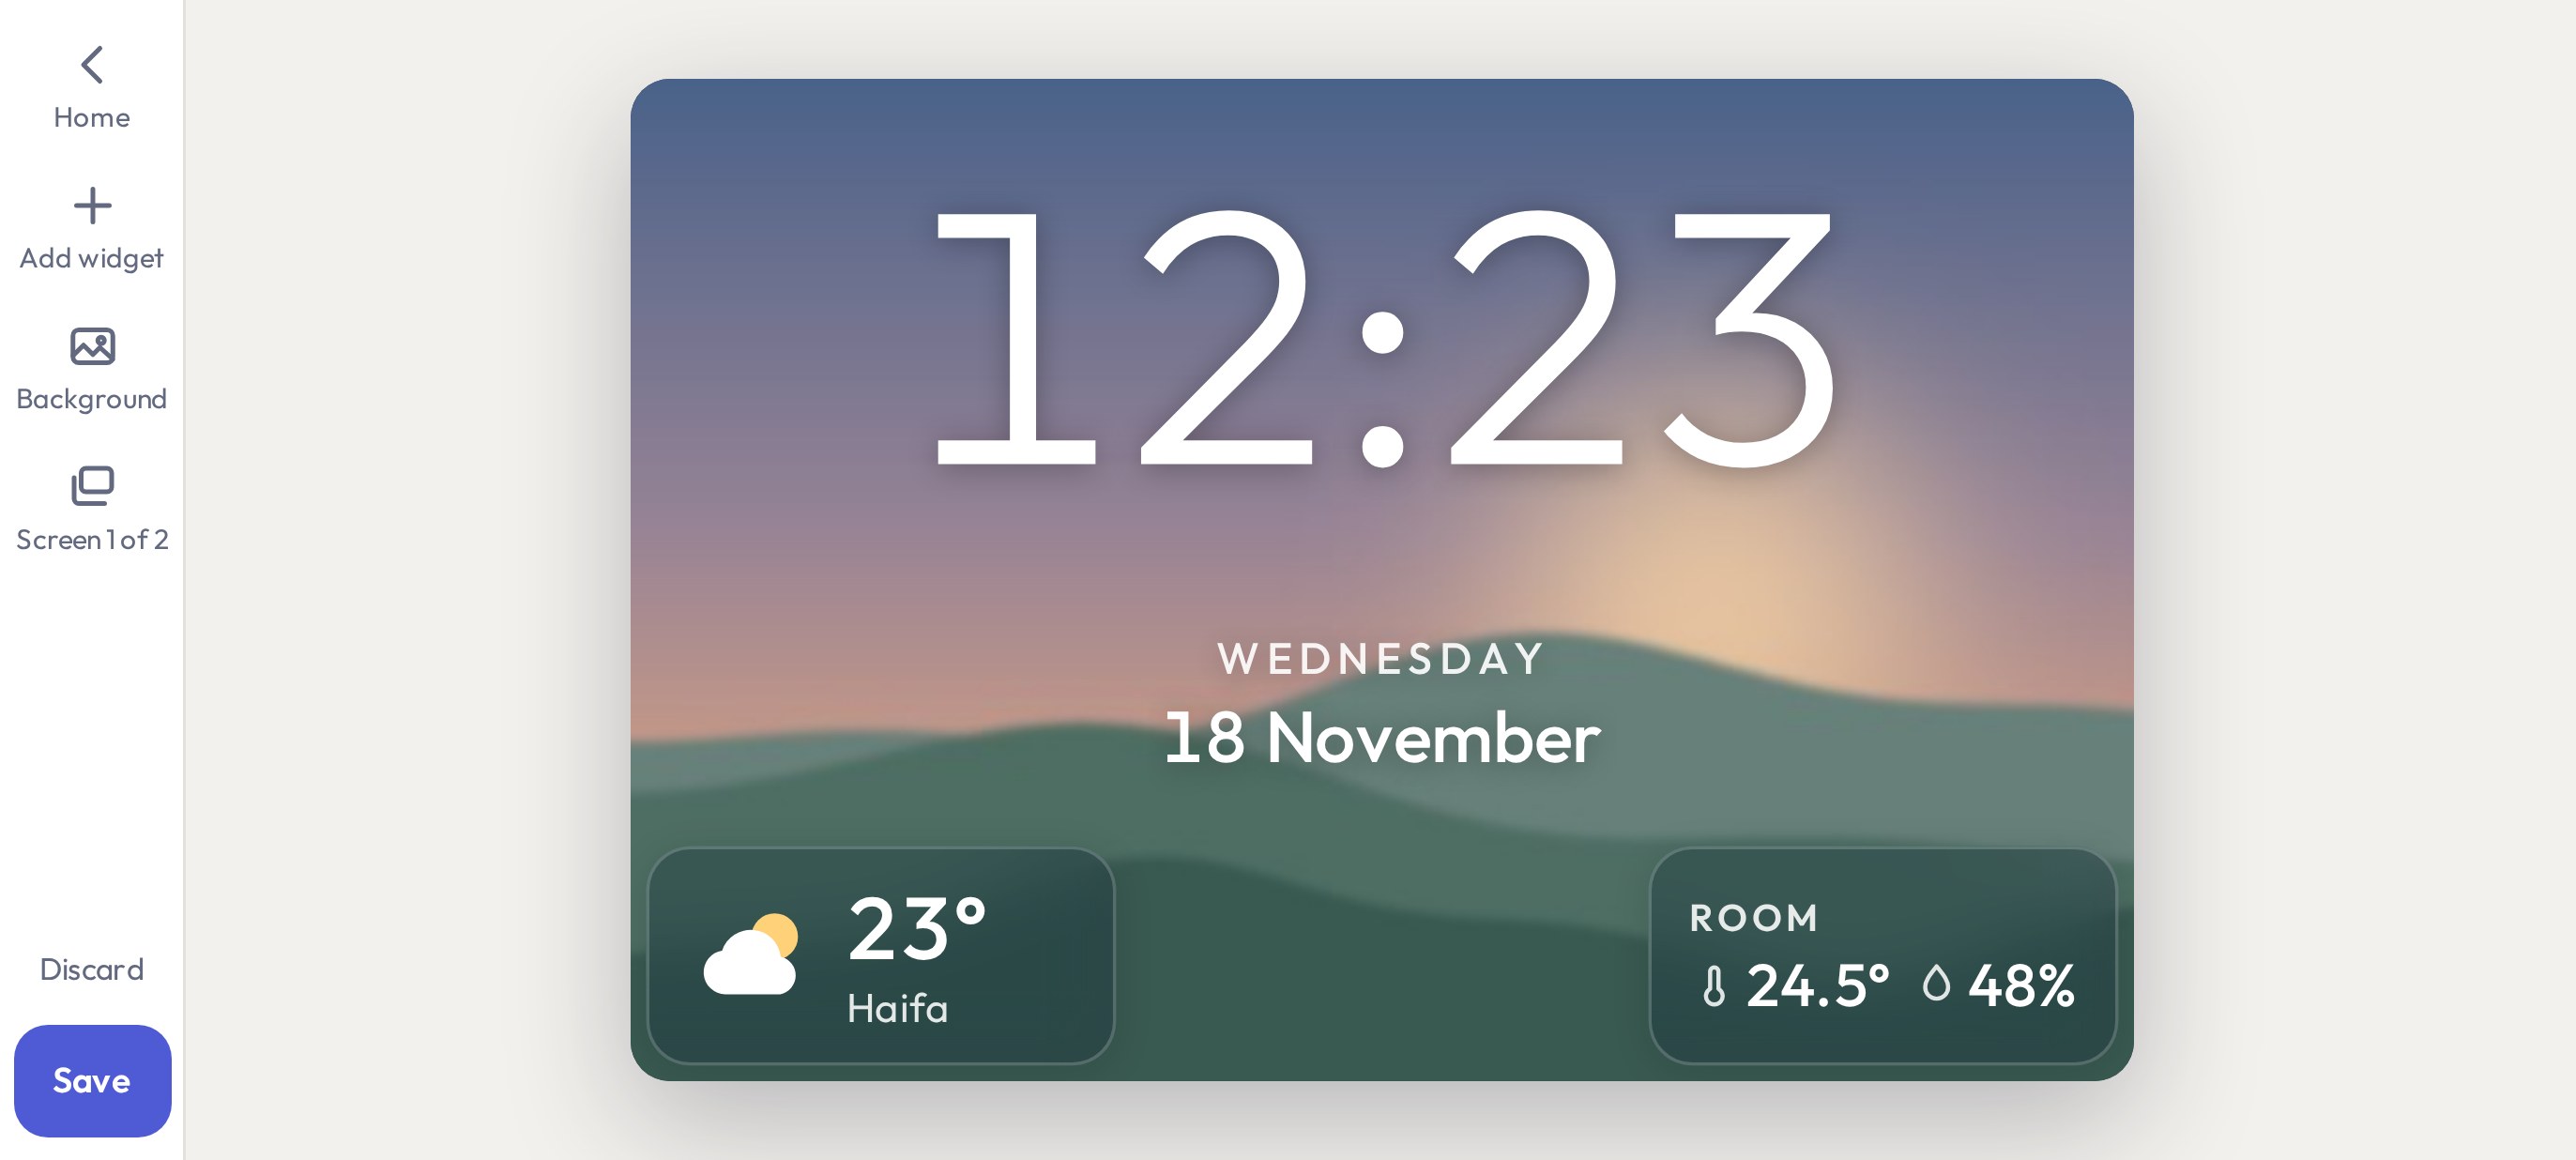 Home
Add widget
Background
Screen 1 of 2
Discard
Save
12:23
WEDNESDAY
18 November
23°
Haifa
ROOM
24.5° 48%